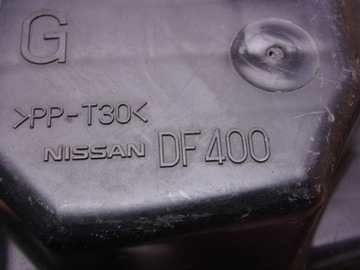 G
>PP-T30<
NISSAN DF400